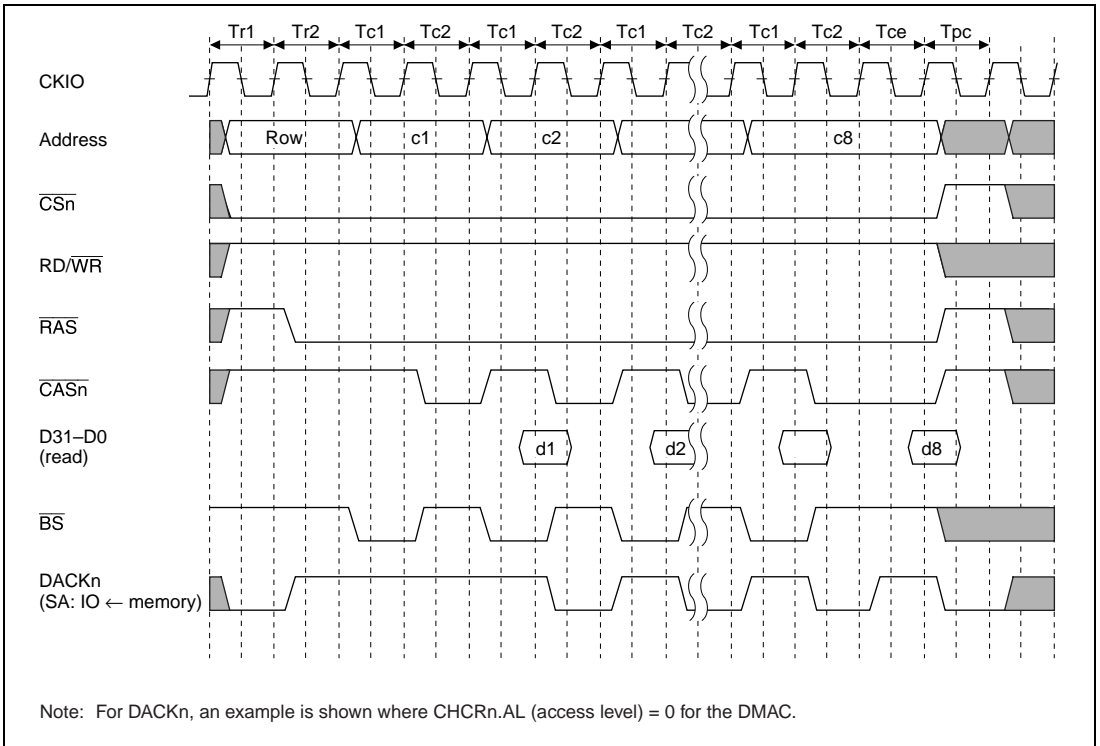 Tr1 Tr2 Tc1 Tc2 Tc1 Tc2 Tc1 Tc2 Tc1 Tc2 Tce Tpc
CKIO
Address Row c1 c2 c8
CSn
RD/WR
RAS
CASn
D31–D0
(read) d1 d2 d8
BS
DACKn
(SA: IO ← memory)
Note: For DACKn, an example is shown where CHCRn.AL (access level) = 0 for the DMAC.